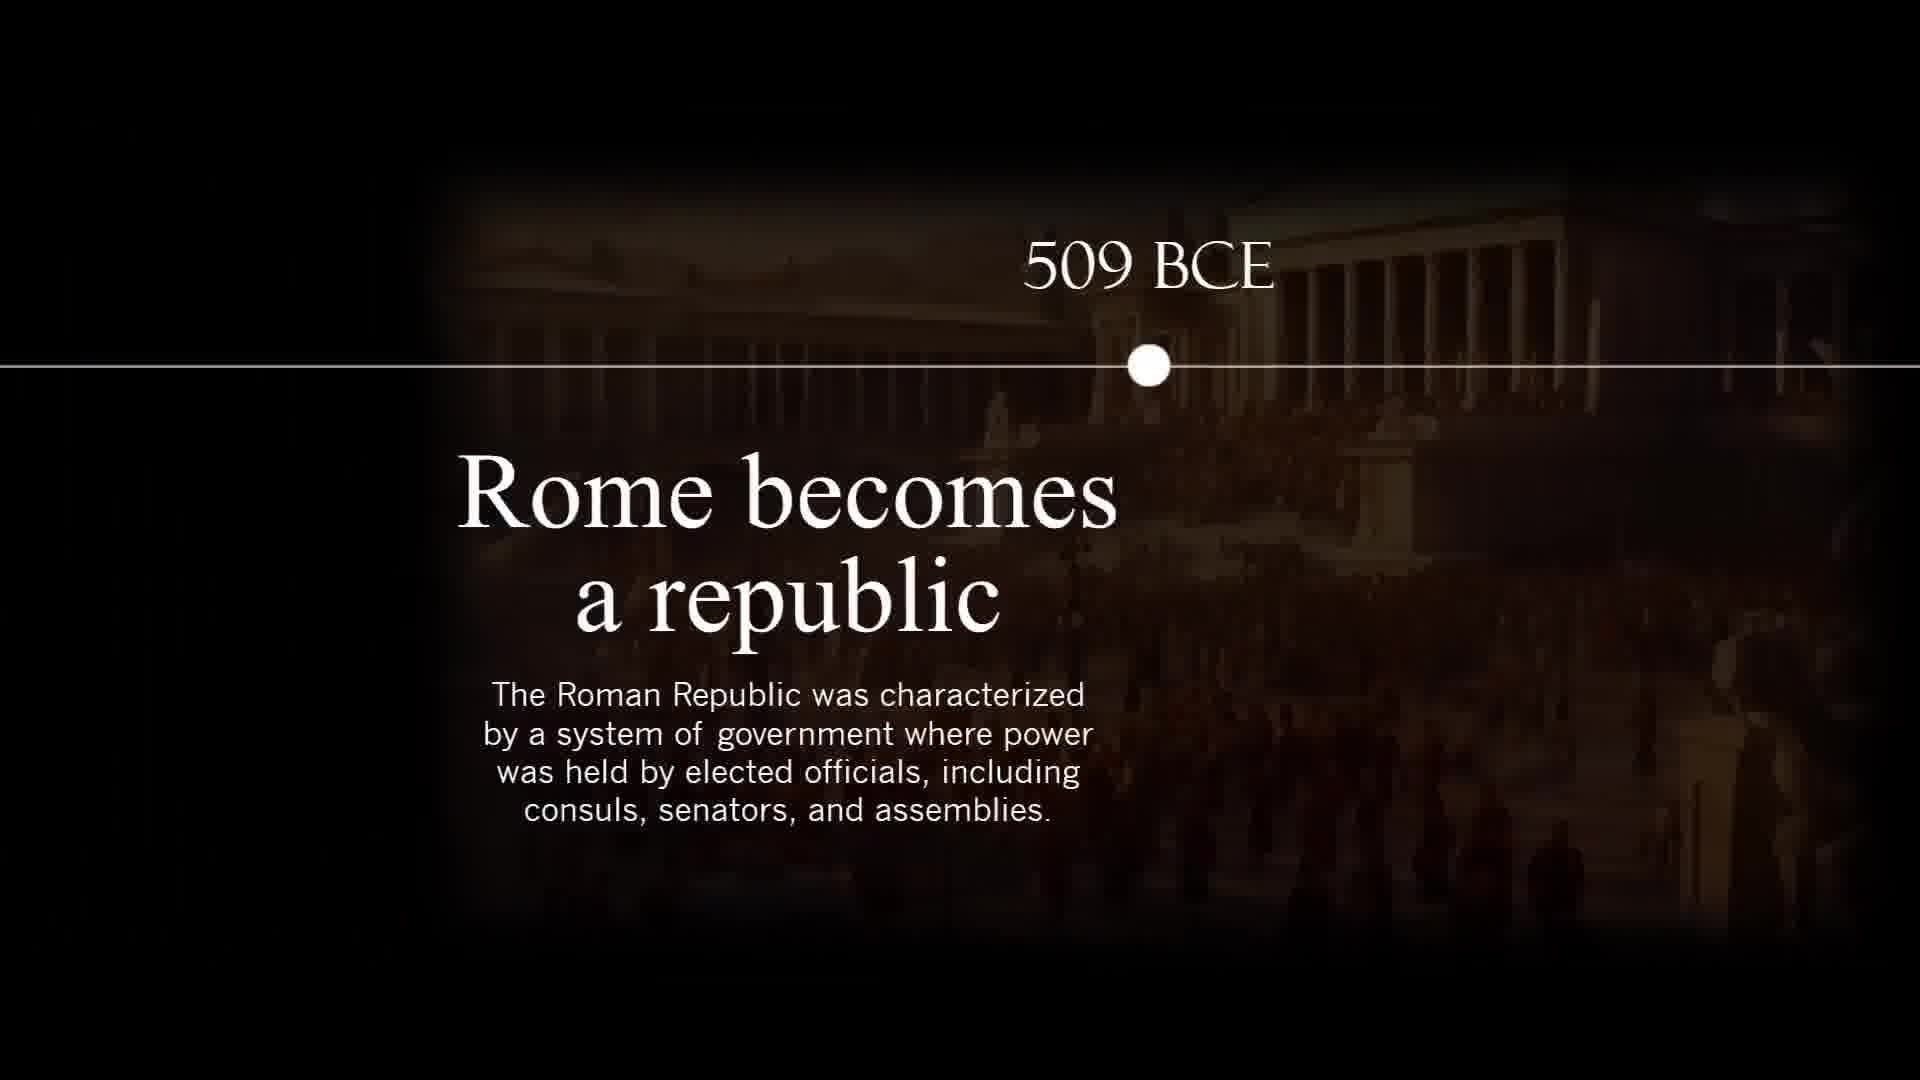 509 BCE
Rome becomes
a republic
The Roman Republic was characterized
by a system of government where power
was held by elected officials, including
consuls, senators, and assemblies.